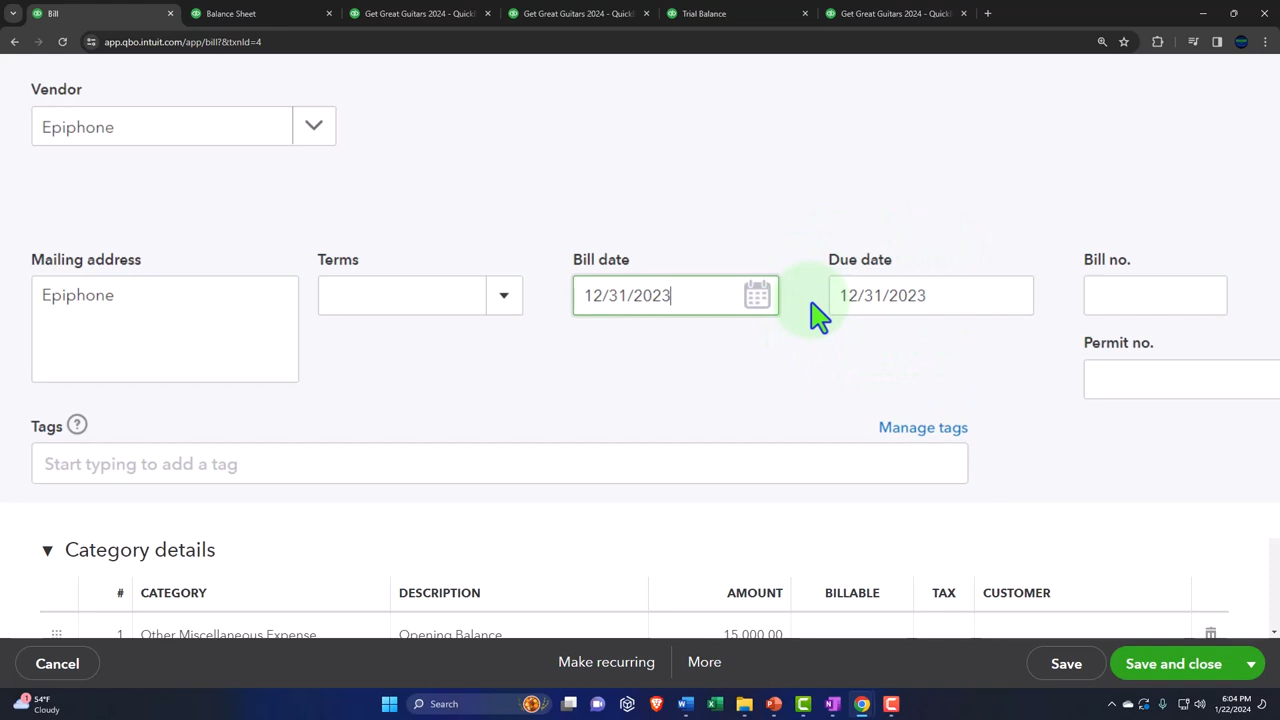 Bill
Balance Sheet
Get Great Guitars 2024 - Quick
Get Great Guitars 2024 - Quick
Trial Balance
Get Great Guitars 2024 - Quick
app.qbo.intuit.com/app/bill?&txnId=4
Vendor
Epiphone
Mailing address
Terms
Bill date
Due date
Bill no.
Epiphone
12/31/2023
12/31/2023
Permit no.
Tags ?
Manage tags
Start typing to add a tag
Category details
# CATEGORY DESCRIPTION AMOUNT BILLABLE TAX CUSTOMER
1 Other Miscellaneous Expense Opening Balance 15,000.00
Cancel
Make recurring
More
Save
Save and close
54°F
Cloudy
Search
6:04 PM
1/22/2024